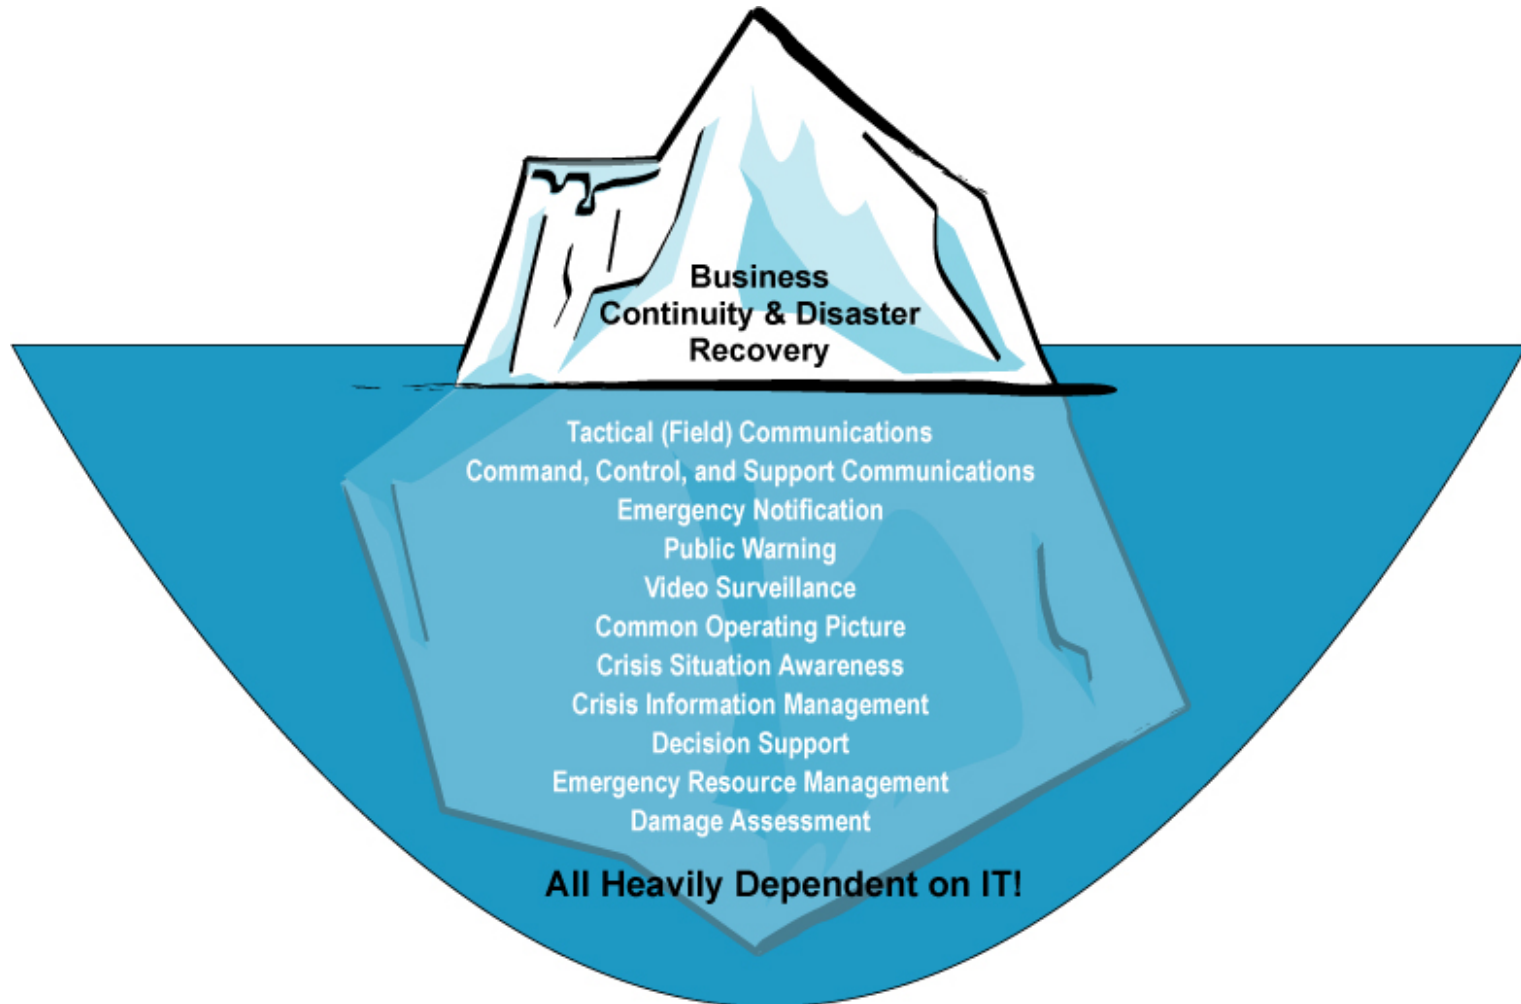 Business
Continuity & Disaster
Recovery
Tactical (Field) Communications
Command, Control, and Support Communications
Emergency Notification
Public Warning
Video Surveillance
Common Operating Picture
Crisis Situation Awareness
Crisis Information Management
Decision Support
Emergency Resource Management
Damage Assessment
All Heavily Dependent on IT!